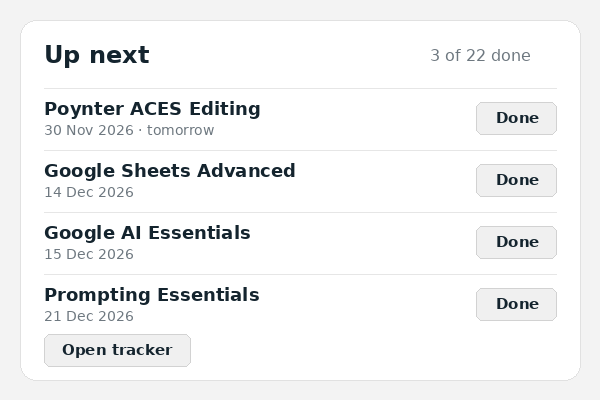 Up next
3 of 22 done
Poynter ACES Editing
30 Nov 2026 · tomorrow
Done
Google Sheets Advanced
14 Dec 2026
Done
Google AI Essentials
15 Dec 2026
Done
Prompting Essentials
21 Dec 2026
Done
Open tracker